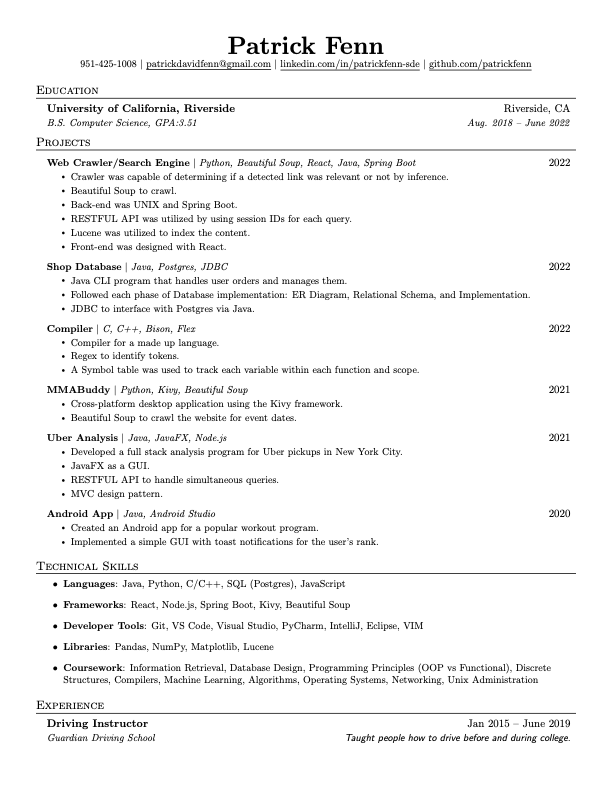 Patrick Fenn
951-425-1008 | patrickdavidfenn@gmail.com | linkedin.com/in/patrickfenn-sde | github.com/patrickfenn
Education
University of California, Riverside Riverside, CA
B.S. Computer Science, GPA:3.51 Aug. 2018 – June 2022
Projects
Web Crawler/Search Engine | Python, Beautiful Soup, React, Java, Spring Boot 2022
• Crawler was capable of determining if a detected link was relevant or not by inference.
• Beautiful Soup to crawl.
• Back-end was UNIX and Spring Boot.
• RESTFUL API was utilized by using session IDs for each query.
• Lucene was utilized to index the content.
• Front-end was designed with React.
Shop Database | Java, Postgres, JDBC 2022
• Java CLI program that handles user orders and manages them.
• Followed each phase of Database implementation: ER Diagram, Relational Schema, and Implementation.
• JDBC to interface with Postgres via Java.
Compiler | C, C++, Bison, Flex 2022
• Compiler for a made up language.
• Regex to identify tokens.
• A Symbol table was used to track each variable within each function and scope.
MMABuddy | Python, Kivy, Beautiful Soup 2021
• Cross-platform desktop application using the Kivy framework.
• Beautiful Soup to crawl the website for event dates.
Uber Analysis | Java, JavaFX, Node.js 2021
• Developed a full stack analysis program for Uber pickups in New York City.
• JavaFX as a GUI.
• RESTFUL API to handle simultaneous queries.
• MVC design pattern.
Android App | Java, Android Studio 2020
• Created an Android app for a popular workout program.
• Implemented a simple GUI with toast notifications for the user's rank.
Technical Skills
• Languages: Java, Python, C/C++, SQL (Postgres), JavaScript
• Frameworks: React, Node.js, Spring Boot, Kivy, Beautiful Soup
• Developer Tools: Git, VS Code, Visual Studio, PyCharm, IntelliJ, Eclipse, VIM
• Libraries: Pandas, NumPy, Matplotlib, Lucene
• Coursework: Information Retrieval, Database Design, Programming Principles (OOP vs Functional), Discrete
Structures, Compilers, Machine Learning, Algorithms, Operating Systems, Networking, Unix Administration
Experience
Driving Instructor Jan 2015 – June 2019
Guardian Driving School Taught people how to drive before and during college.